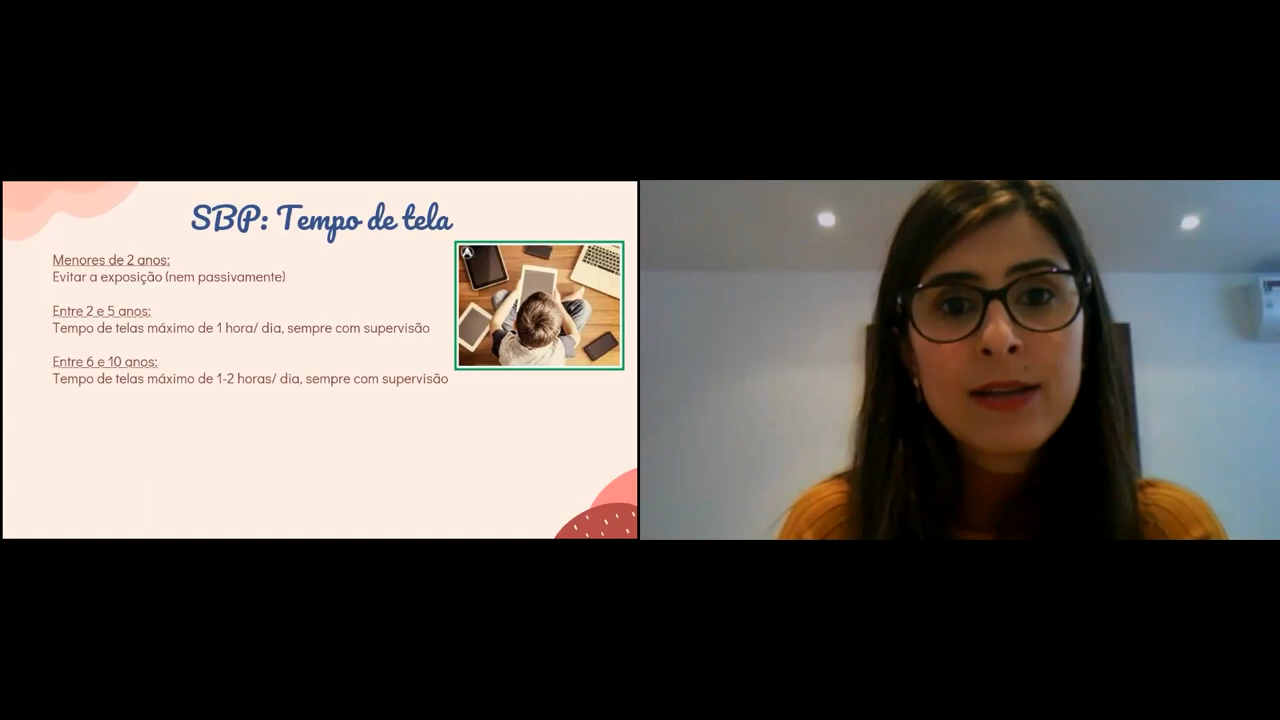 SBP: Tempo de tela
Menores de 2 anos:
Evitar a exposição (nem passivamente)
Entre 2 e 5 anos:
Tempo de telas máximo de 1 hora/ dia, sempre com supervisão
Entre 6 e 10 anos:
Tempo de telas máximo de 1-2 horas/ dia, sempre com supervisão